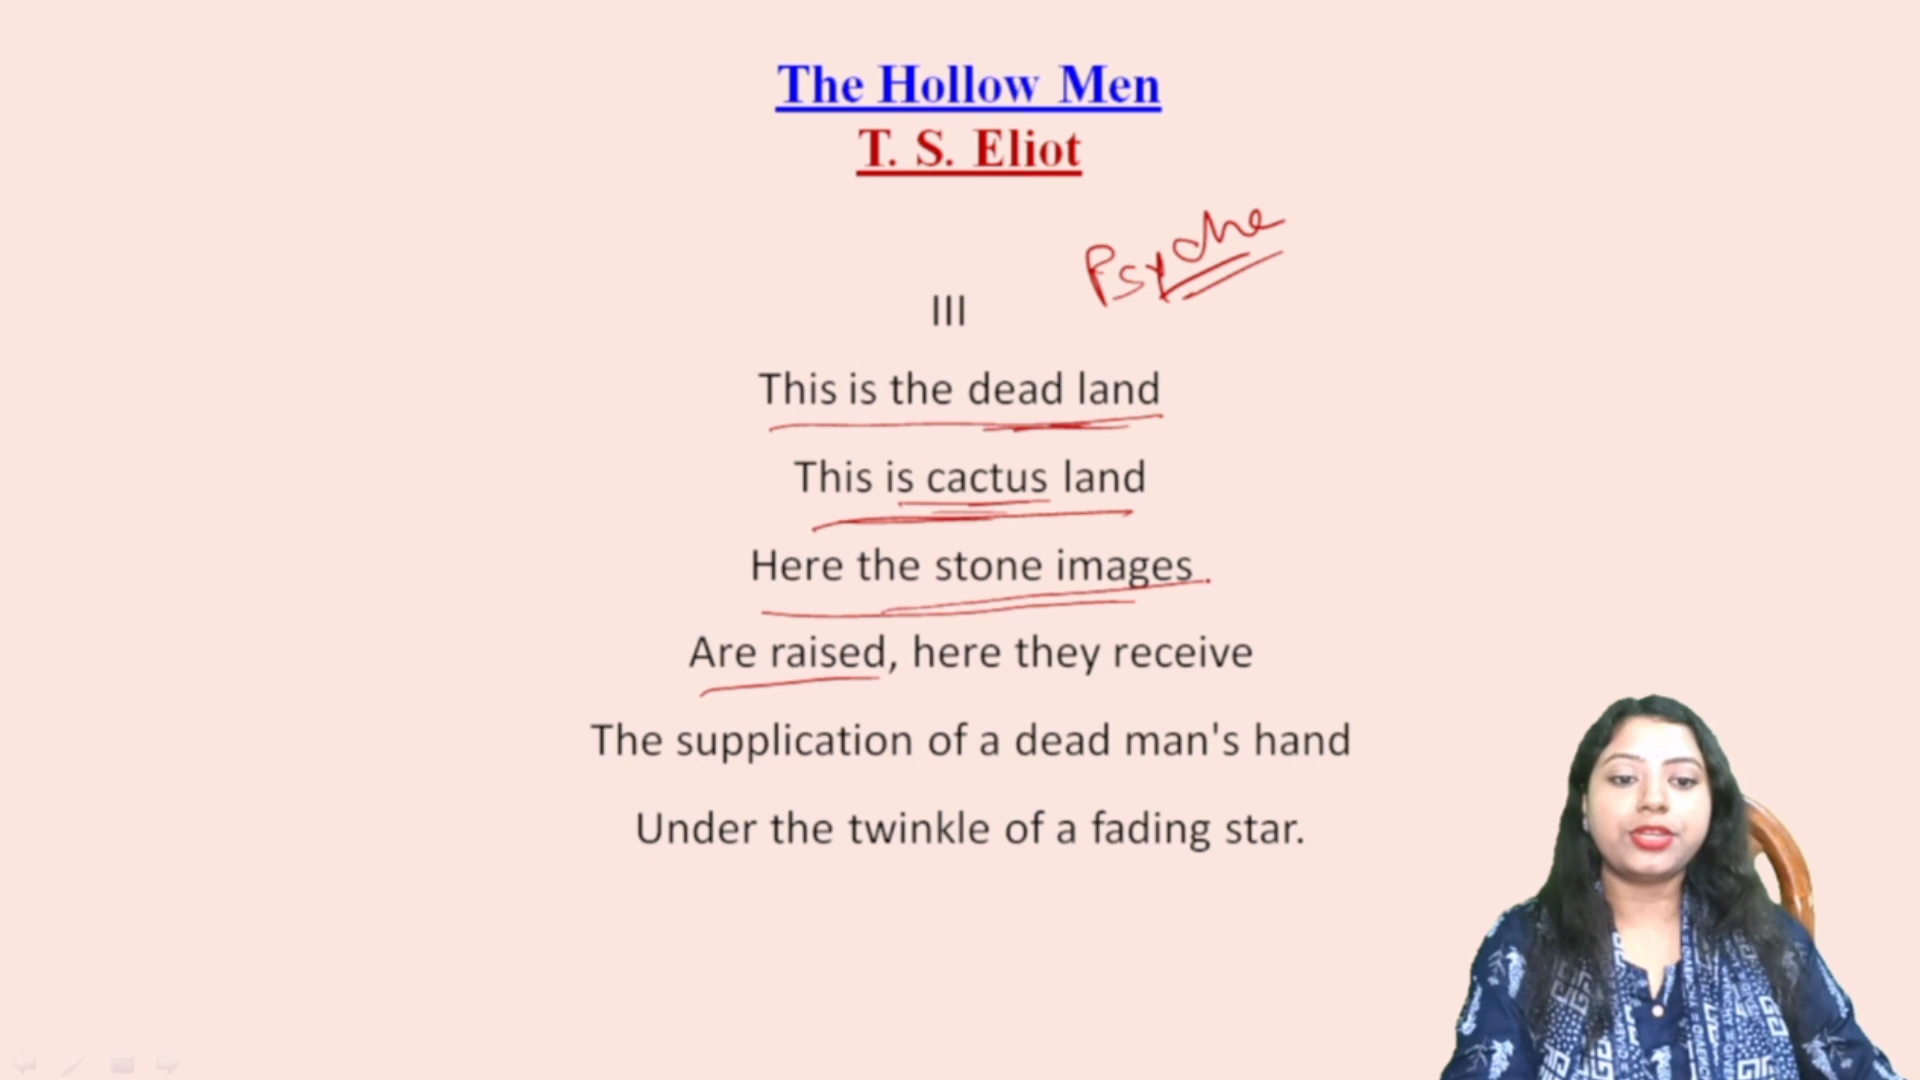 The Hollow Men
T. S. Eliot
Psyche
III
This is the dead land
This is cactus land
Here the stone images
Are raised, here they receive
The supplication of a dead man's hand
Under the twinkle of a fading star.